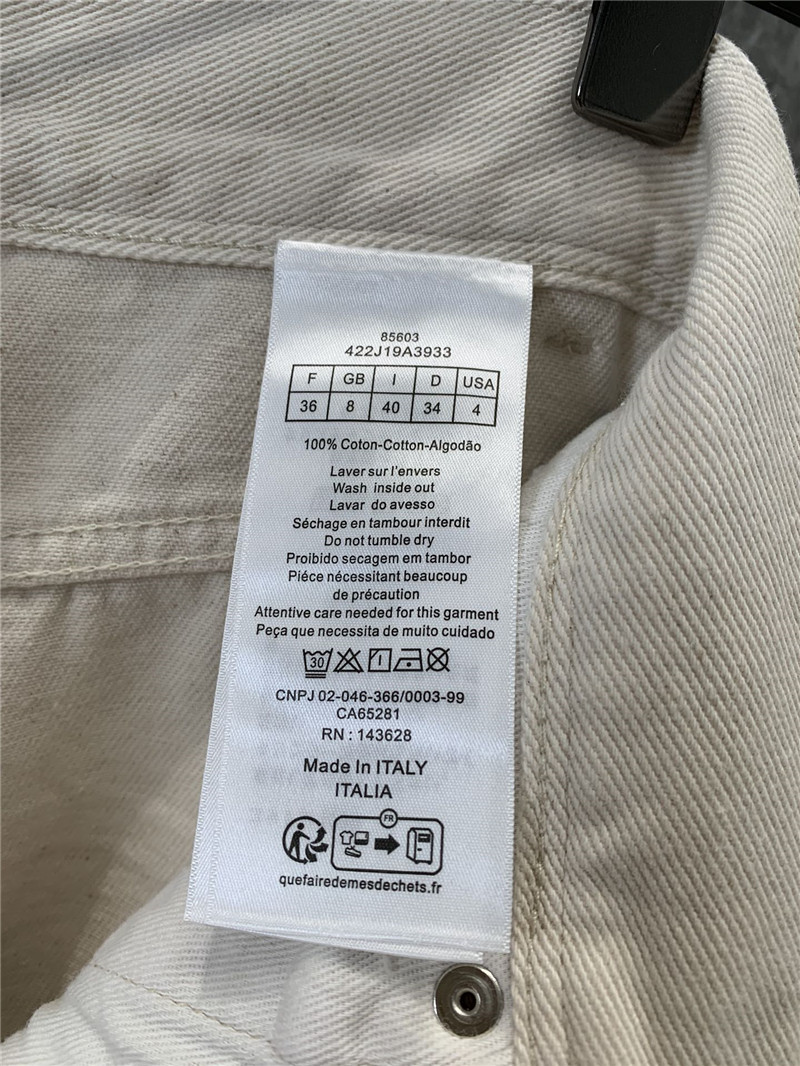 85603
422J19A3933
F GB I D USA
36 8 40 34 4
100% Coton-Cotton-Algodão
Laver sur l'envers
Wash inside out
Lavar do avesso
Séchage en tambour interdit
Do not tumble dry
Proibido secagem em tambor
Piéce nécessitant beaucoup
de précaution
Attentive care needed for this garment
Peça que necessita de muito cuidado
30
CNPJ 02-046-366/0003-99
CA65281
RN : 143628
Made In ITALY
ITALIA
FR
quefairedemesdechets.fr